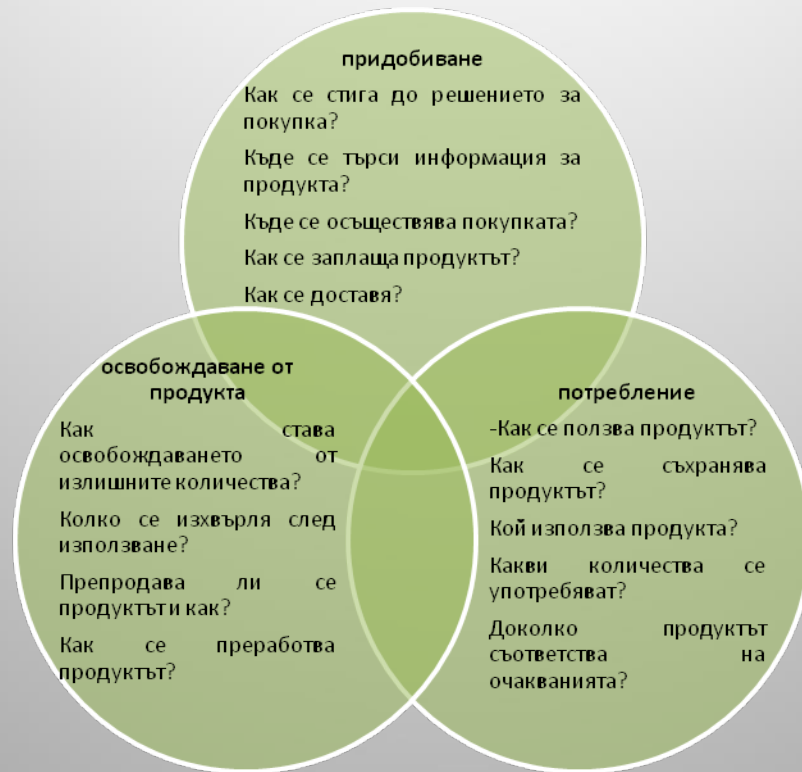 придобиване
Как се стига до решението за
покупка?
Къде се търси информация за
продукта?
Къде се осъществява покупката?
Как се заплаща продуктът?
Как се доставя?
освобождаване от
продукта
Как става
освобождаването от
излишните количества?
Колко се изхвърля след
използване?
Препродава ли се
продуктът и как?
Как се преработва
продуктът?
потребление
-Как се ползва продуктът?
Как се съхранява
продуктът?
Кой използва продукта?
Какви количества се
употребяват?
Доколко продуктът
съответства на
очакванията?